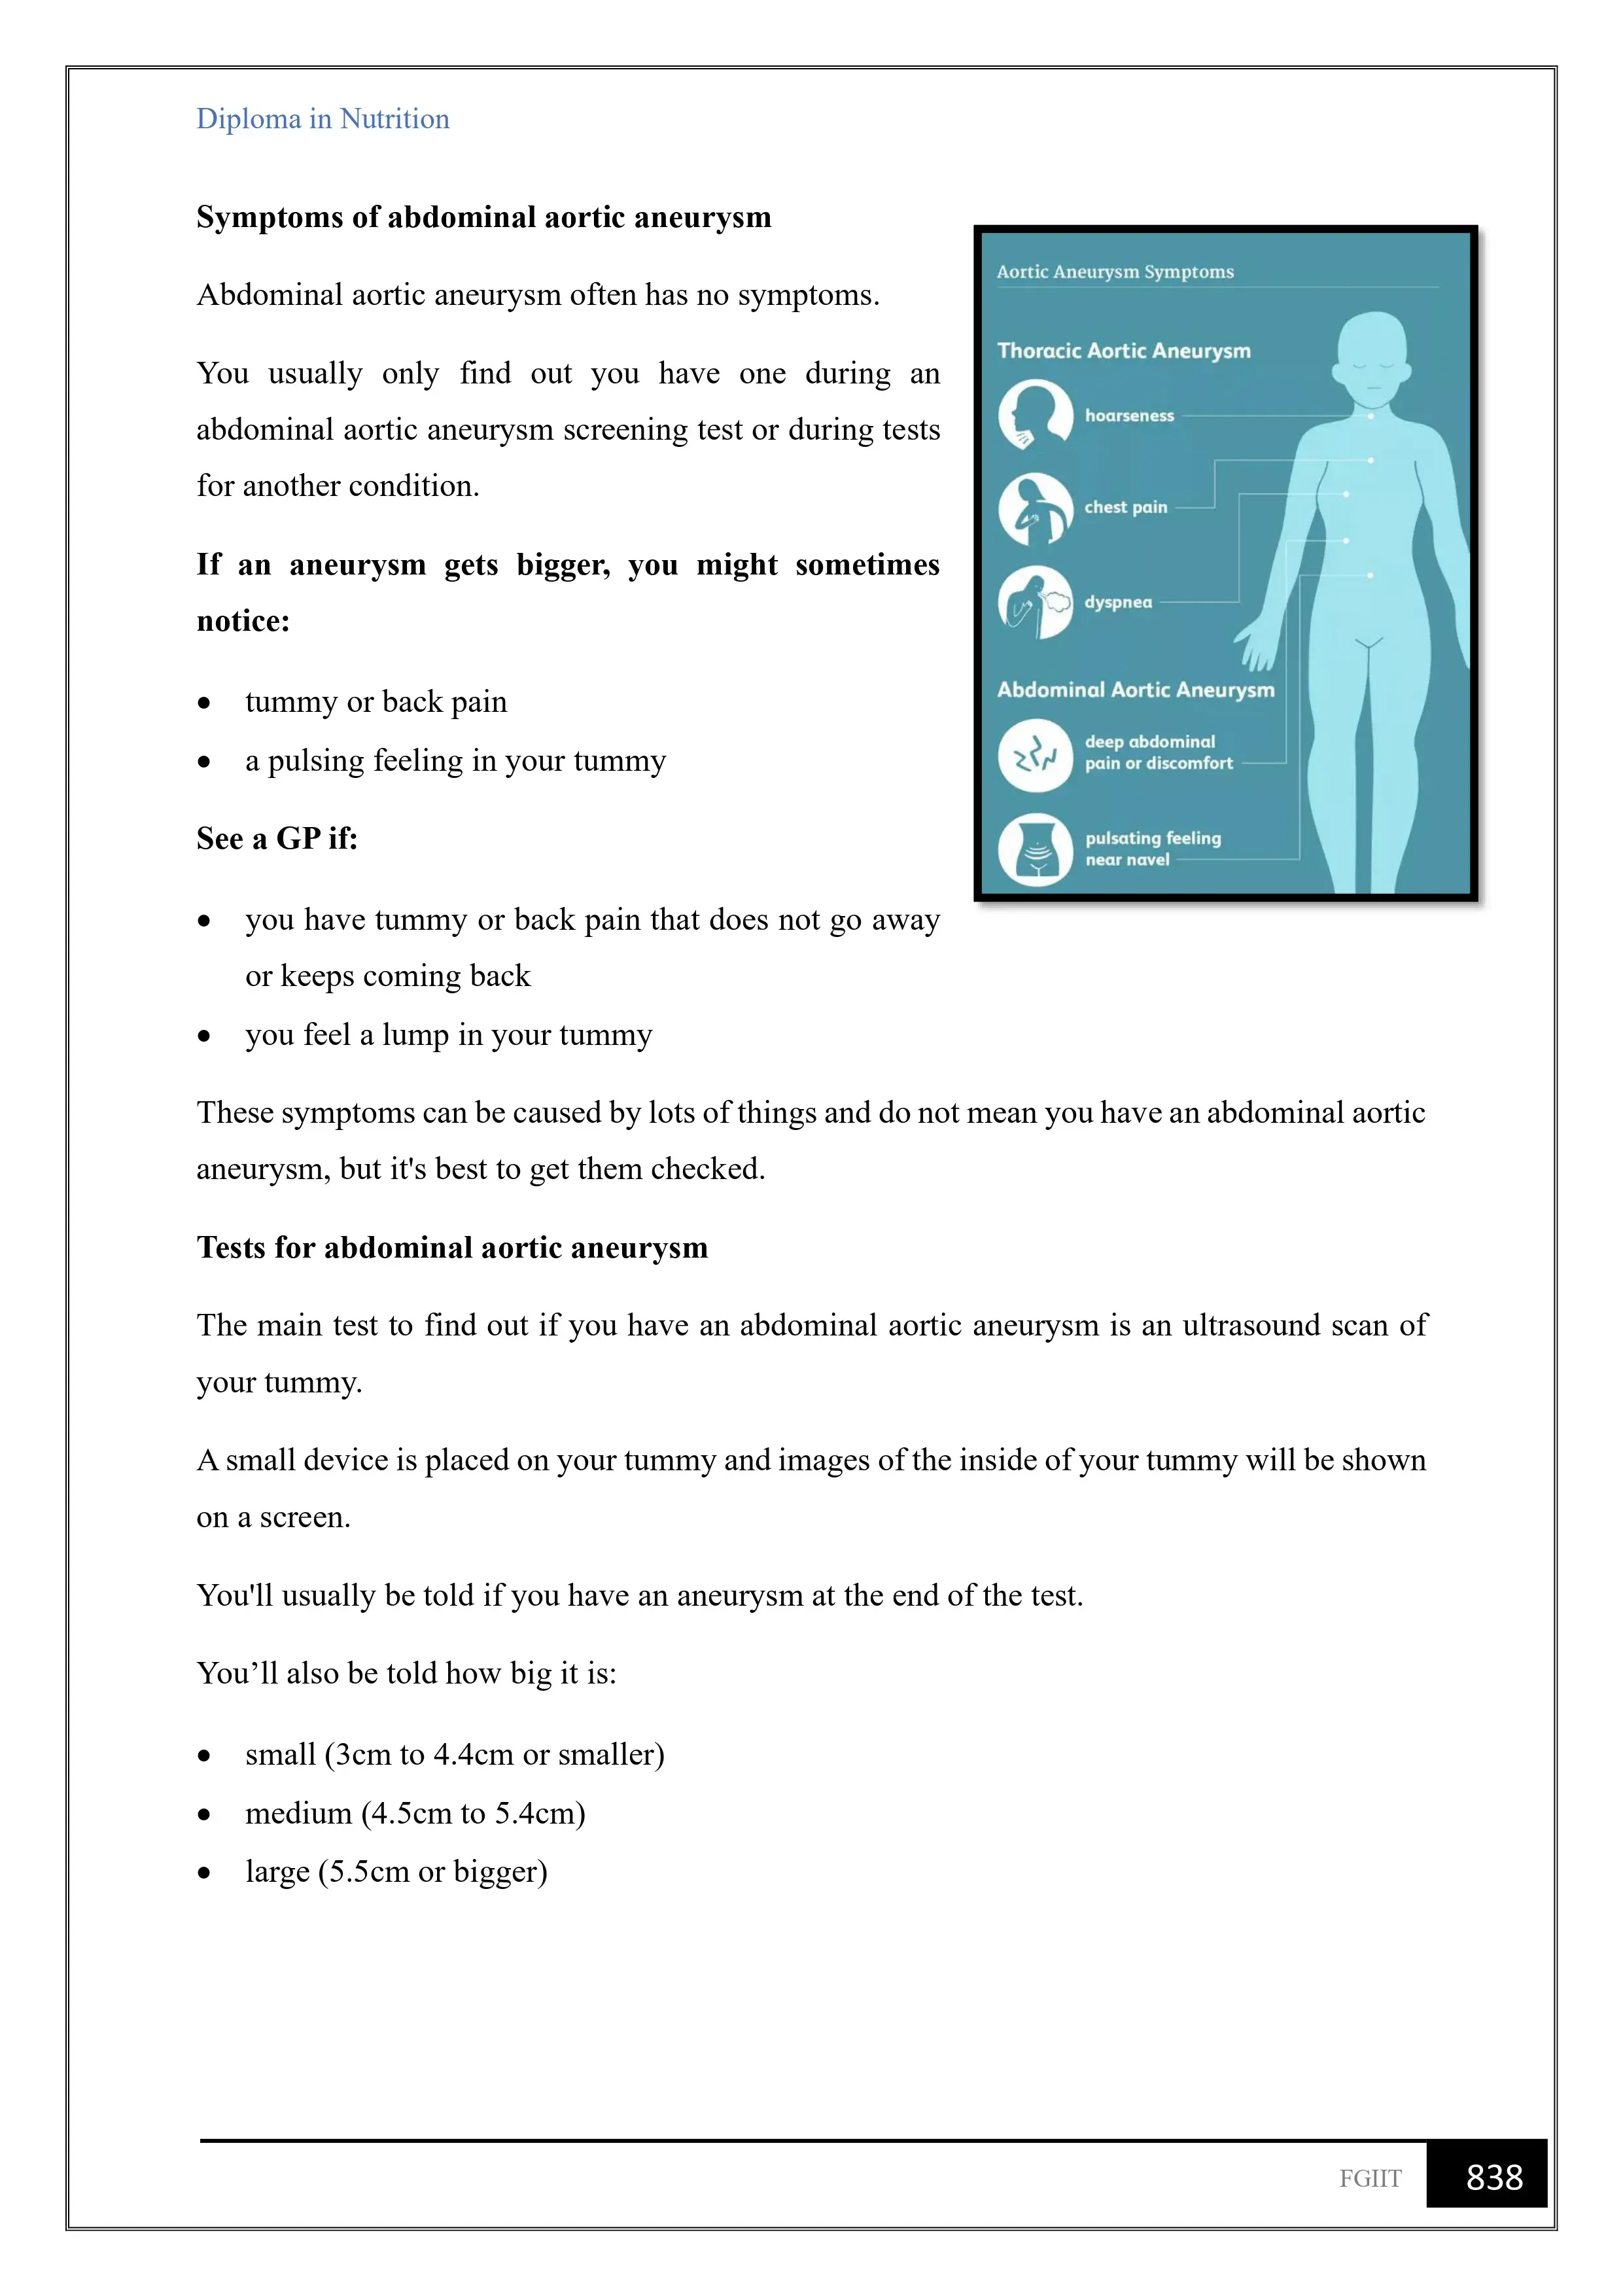 Diploma in Nutrition
Symptoms of abdominal aortic aneurysm
Abdominal aortic aneurysm often has no symptoms.
You usually only find out you have one during an
abdominal aortic aneurysm screening test or during tests
for another condition.
If an aneurysm gets bigger, you might sometimes
notice:
• tummy or back pain
• a pulsing feeling in your tummy
See a GP if:
• you have tummy or back pain that does not go away
or keeps coming back
• you feel a lump in your tummy
Aortic Aneurysm Symptoms
Thoracic Aortic Aneurysm
hoarseness
chest pain
dyspnea
Abdominal Aortic Aneurysm
deep abdominal
pain or discomfort
pulsating feeling
near navel
These symptoms can be caused by lots of things and do not mean you have an abdominal aortic
aneurysm, but it's best to get them checked.
Tests for abdominal aortic aneurysm
The main test to find out if you have an abdominal aortic aneurysm is an ultrasound scan of
your tummy.
A small device is placed on your tummy and images of the inside of your tummy will be shown
on a screen.
You'll usually be told if you have an aneurysm at the end of the test.
You’ll also be told how big it is:
• small (3cm to 4.4cm or smaller)
• medium (4.5cm to 5.4cm)
• large (5.5cm or bigger)
FGIIT 838